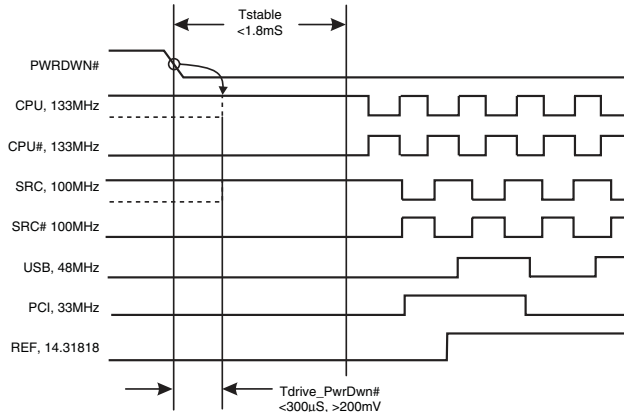 Tstable
<1.8mS
PWRDWN#
CPU, 133MHz
CPU#, 133MHz
SRC, 100MHz
SRC# 100MHz
USB, 48MHz
PCI, 33MHz
REF, 14.31818
Tdrive_PwrDwn#
<300µS, >200mV